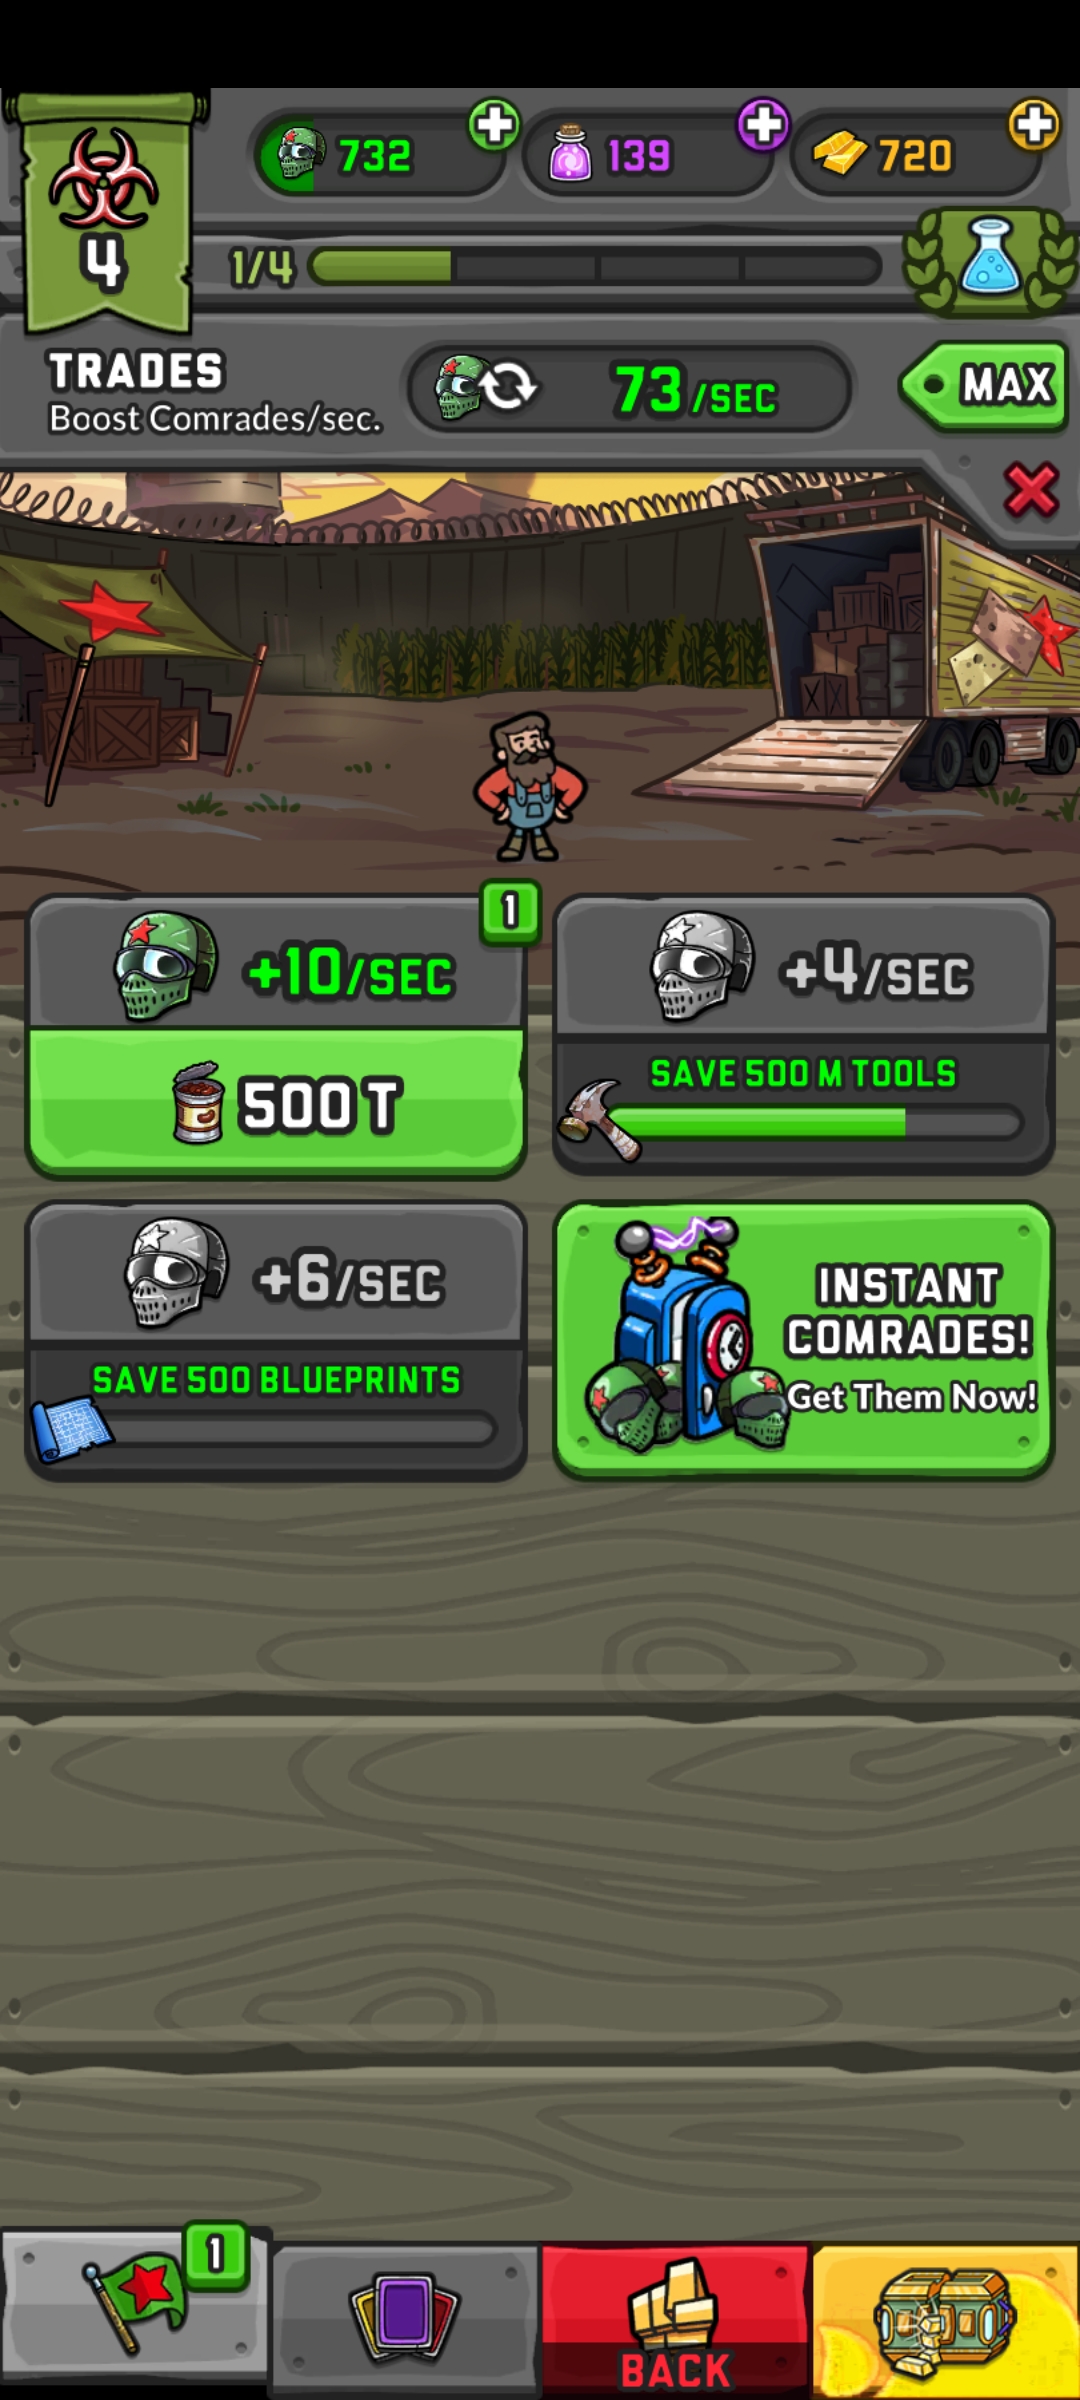 732
139
720
4
1/4
TRADES
Boost Comrades/sec.
73/SEC
MAX
1
+10/SEC
500 T
+4/SEC
SAVE 500 M TOOLS
+6/SEC
SAVE 500 BLUEPRINTS
INSTANT
COMRADES!
Get Them Now!
1
BACK